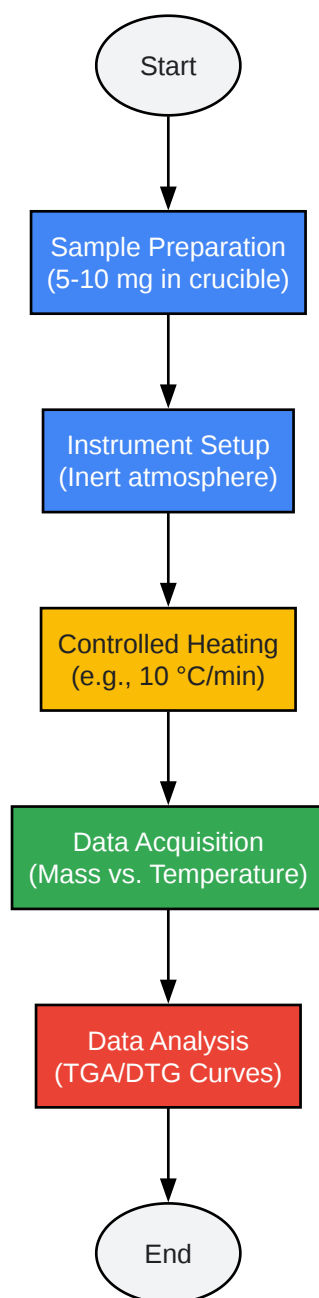 Start
Sample Preparation
(5-10 mg in crucible)
Instrument Setup
(Inert atmosphere)
Controlled Heating
(e.g., 10 °C/min)
Data Acquisition
(Mass vs. Temperature)
Data Analysis
(TGA/DTG Curves)
End